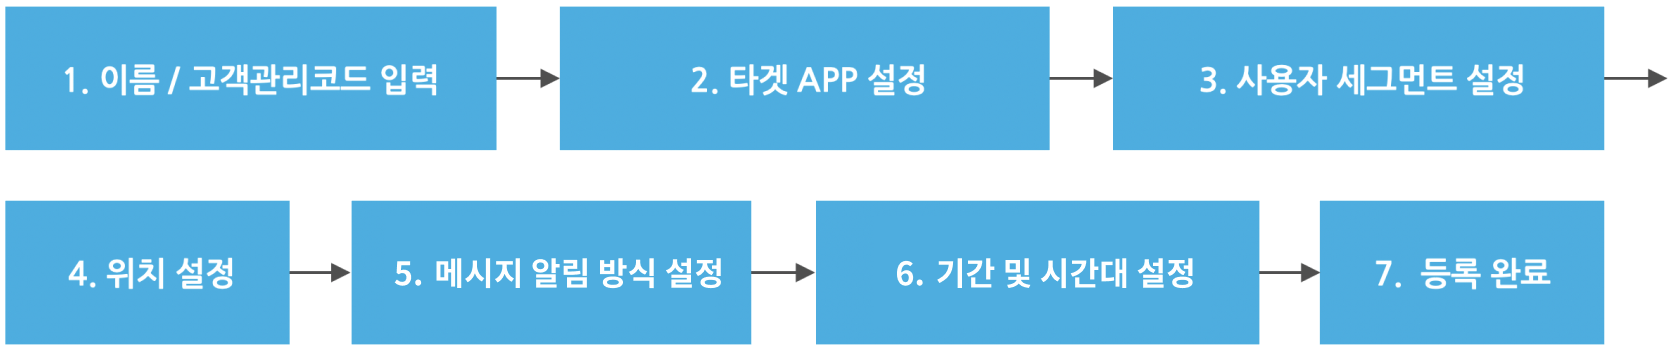 1. 이름 / 고객관리코드 입력
2. 타겟 APP 설정
3. 사용자 세그먼트 설정
4. 위치 설정
5. 메시지 알림 방식 설정
6. 기간 및 시간대 설정
7. 등록 완료